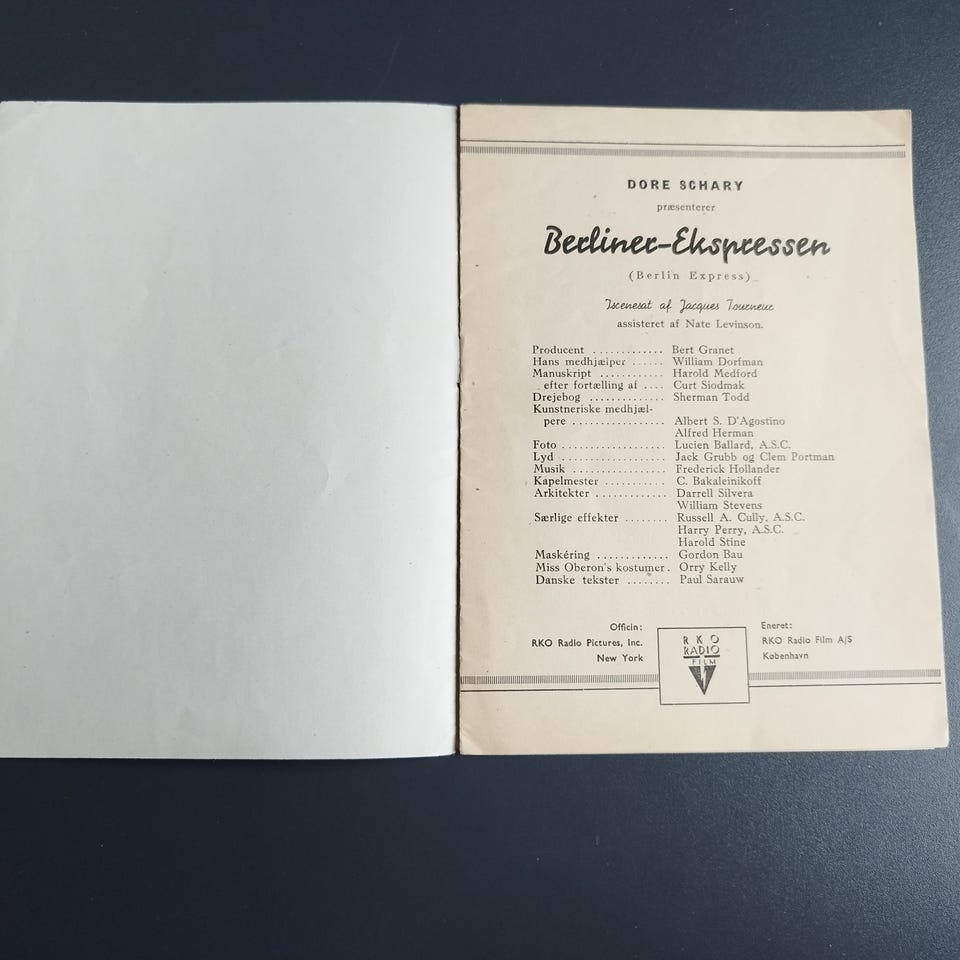 DORE SCHARY
præsenterer
Berliner-Ekspressen
(Berlin Express)
Iscenesat af Jacques Tourneur
assisteret af Nate Levinson.
Producent ............ Bert Granet
Hans medhjælper ...... William Dorfman
Manuskript ........... Harold Medford
efter fortælling af .... Curt Siodmak
Drejebog ............. Sherman Todd
Kunstneriske medhjæl-
pere ................ Albert S. D'Agostino
Alfred Herman
Foto .................. Lucien Ballard, A.S.C.
Lyd .................. Jack Grubb og Clem Portman
Musik ................ Frederick Hollander
Kapelmester .......... C. Bakaleinikoff
Arkitekter ............ Darrell Silvera
William Stevens
Særlige effekter ........ Russell A. Cully, A.S.C.
Harry Perry, A.S.C.
Harold Stine
Maskéring ............ Gordon Bau
Miss Oberon's kostumer. Orry Kelly
Danske tekster ........ Paul Sarauw
Officin:
RKO Radio Pictures, Inc.
New York
RKO
RADIO
FILM
Eneret:
RKO Radio Film A/S
København